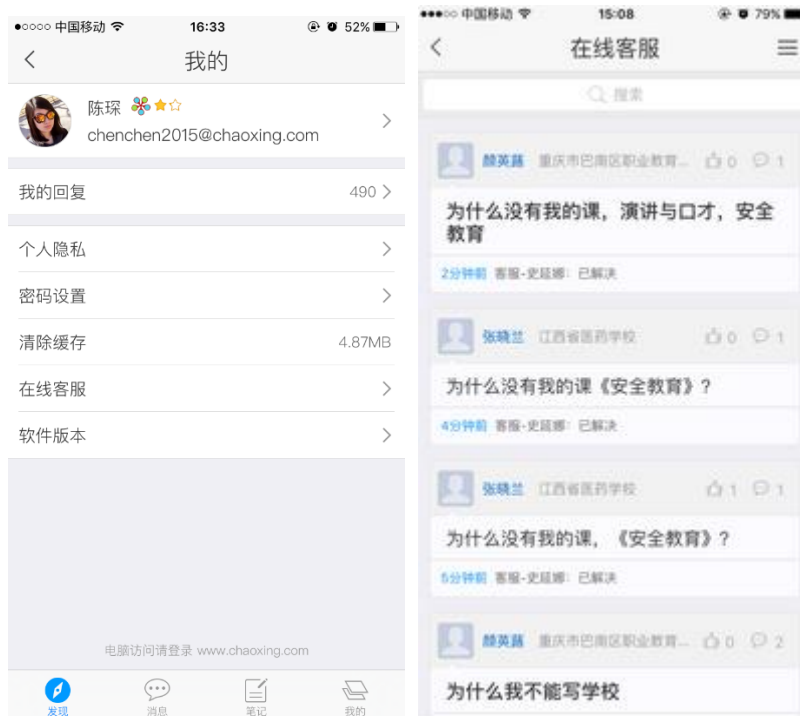 中国移动
16:33
52%
我的
陈琛
chenchen2015@chaoxing.com
我的回复
490
个人隐私
密码设置
清除缓存
4.87MB
在线客服
软件版本
电脑访问请登录 www.chaoxing.com
发现
消息
笔记
我的
中国移动
15:08
79%
在线客服
搜索
颜英 重庆市巴南区职业教育... 0 1
为什么没有我的课，演讲与口才，安全
教育
2分钟前 客服-史延娜：已解决
张晓兰 江西省医药学校 0 1
为什么没有我的课《安全教育》？
4分钟前 客服-史延娜：已解决
张晓兰 江西省医药学校 1 1
为什么没有我的课，《安全教育》？
5分钟前 客服-史延娜：已解决
颜英 重庆市巴南区职业教育... 0 2
为什么我不能写学校